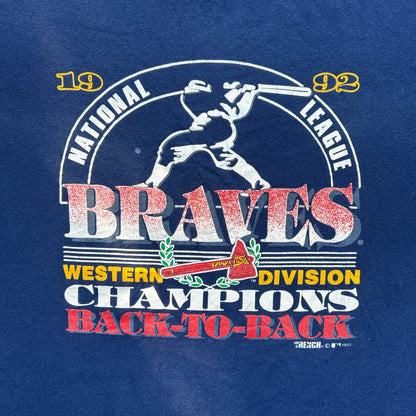 19 92
NATIONAL LEAGUE
BRAVES ®
WESTERN DIVISION
CHAMPIONS
BACK-TO-BACK
TRENCH ©